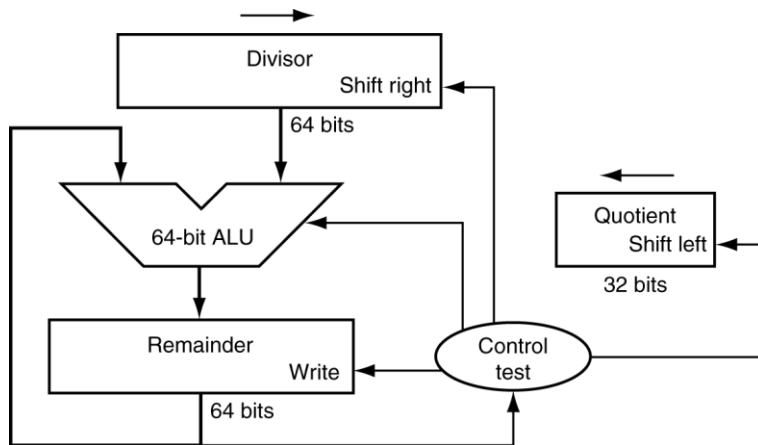 Divisor
Shift right
64 bits
64-bit ALU
Quotient
Shift left
32 bits
Remainder
Write
64 bits
Control
test